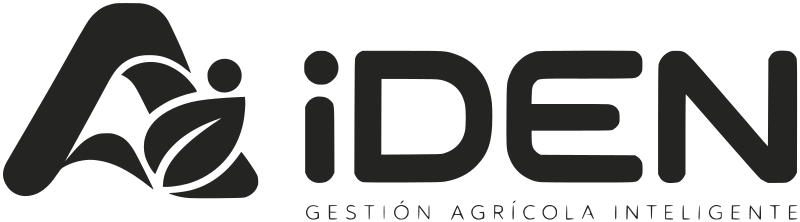 iDEN
GESTIÓN AGRÍCOLA INTELIGENTE